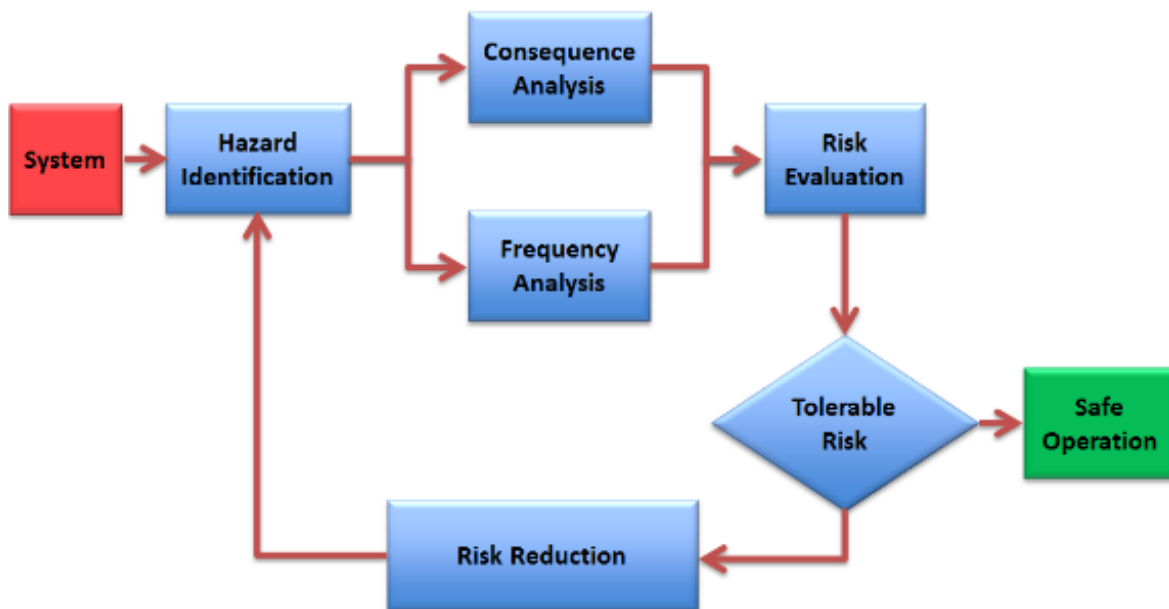 System
Hazard
Identification
Consequence
Analysis
Frequency
Analysis
Risk
Evaluation
Tolerable
Risk
Safe
Operation
Risk Reduction